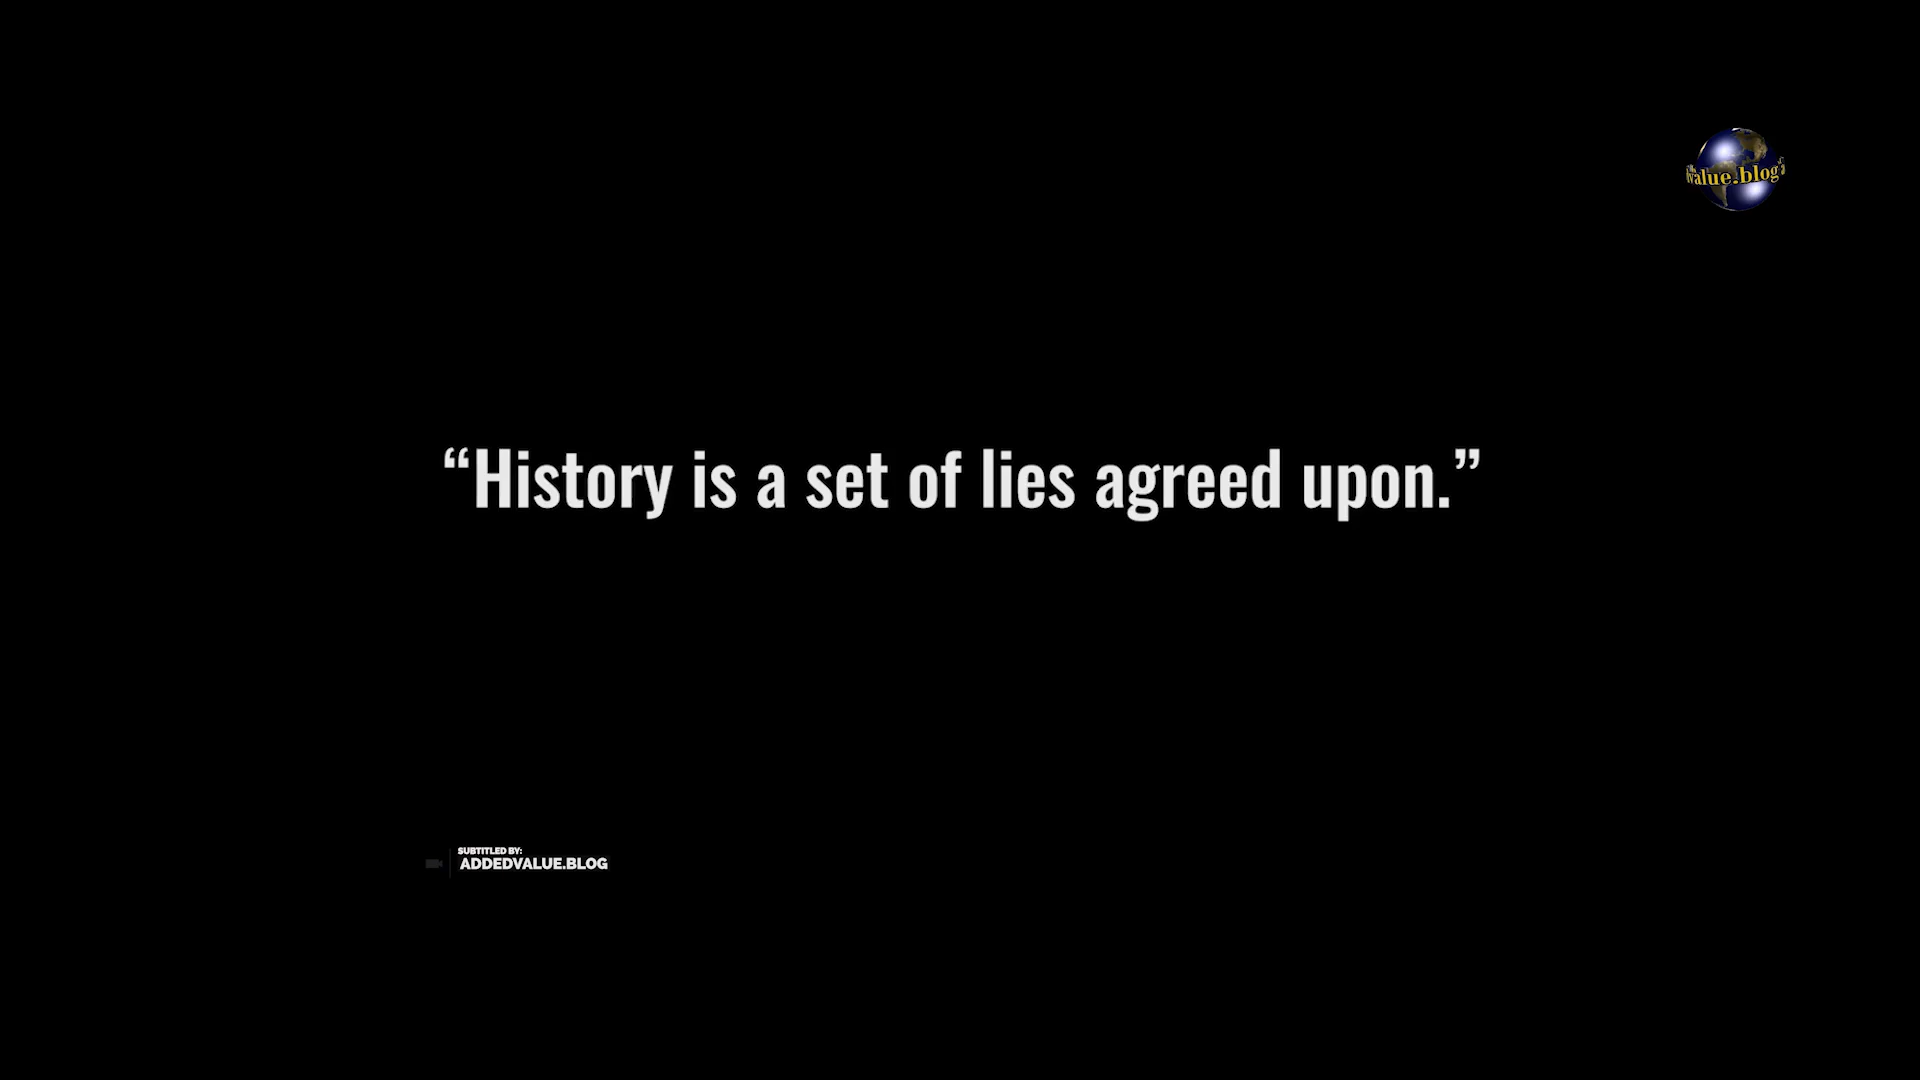 value.blog
“History is a set of lies agreed upon.”
SUBTITLED BY:
ADDEDVALUE.BLOG